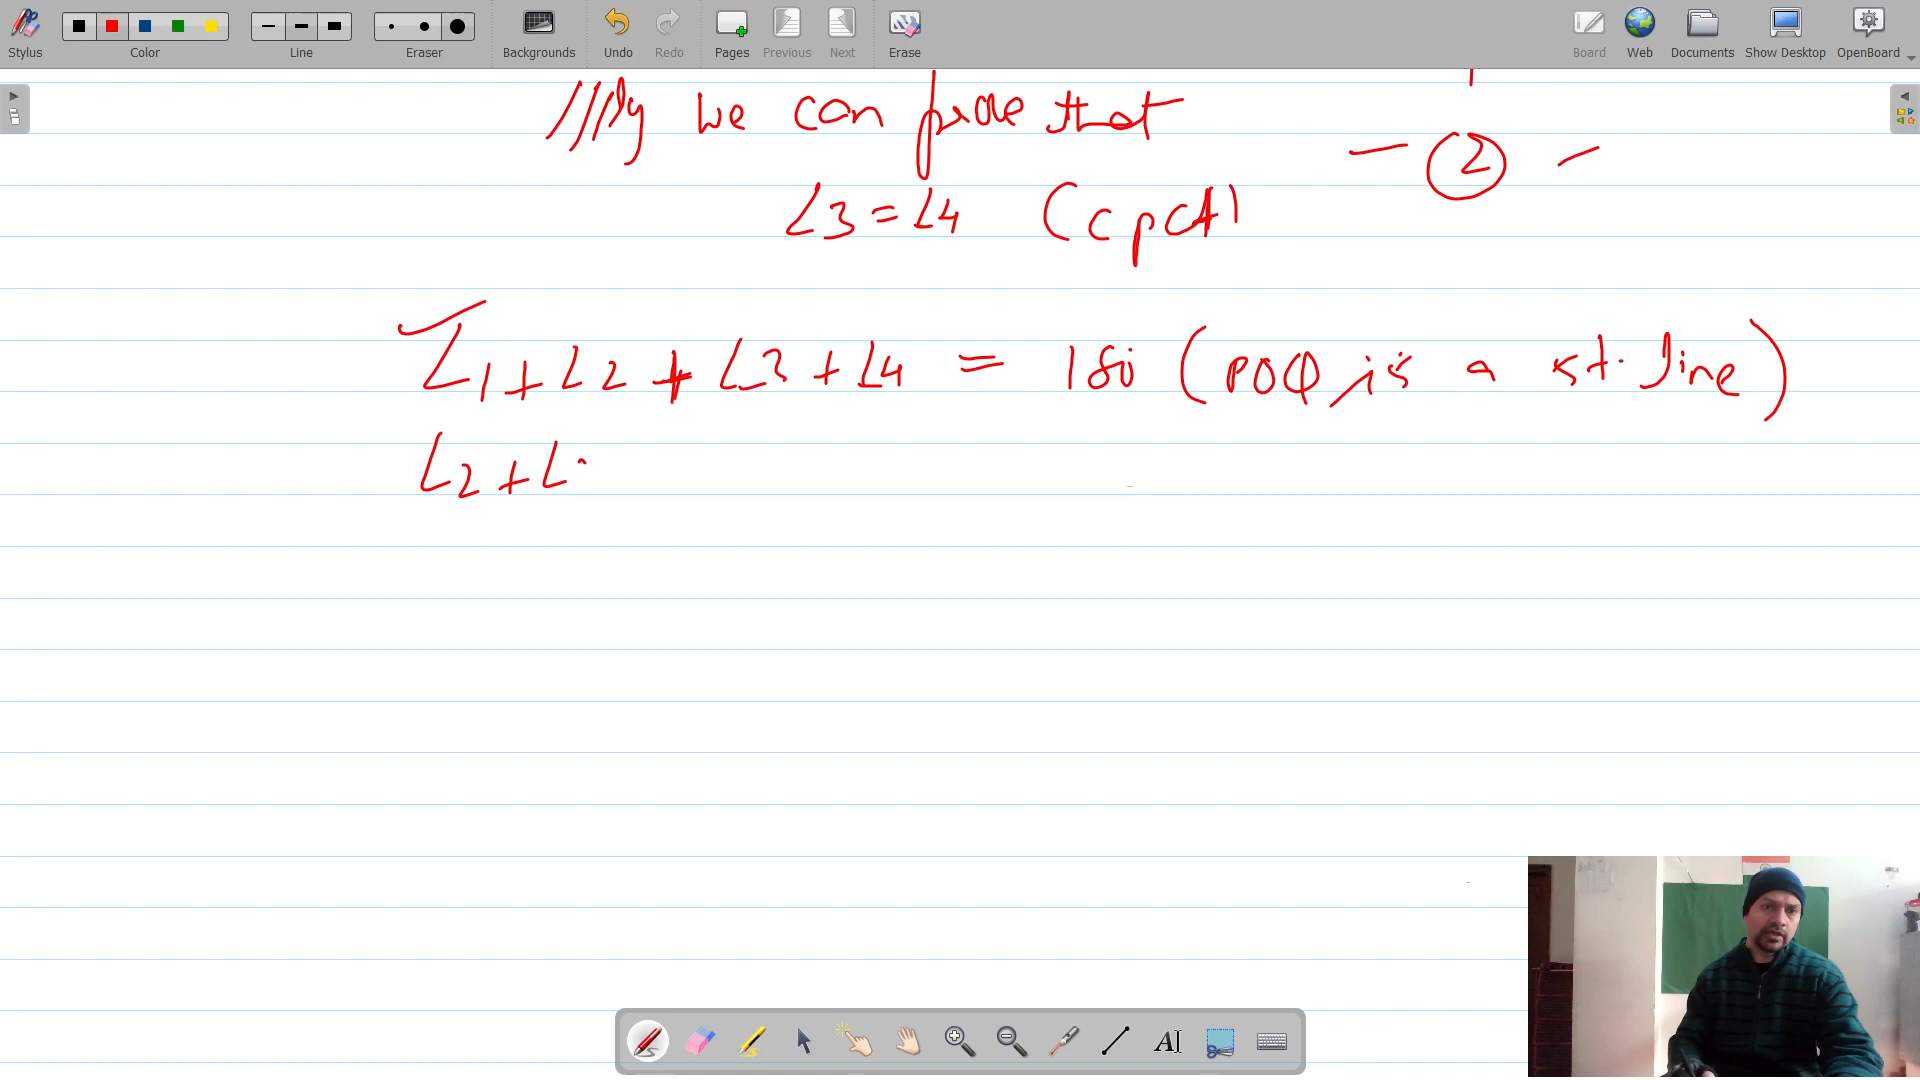 Stylus Color Line Eraser Backgrounds Undo Redo Pages Previous Next Erase Board Web Documents Show Desktop OpenBoard
///ly we can prove that
— (2) —
∠3 = ∠4 (cpct)
∠1 + ∠2 + ∠3 + ∠4 = 180 (POQ is a st. line)
∠2 + ∠